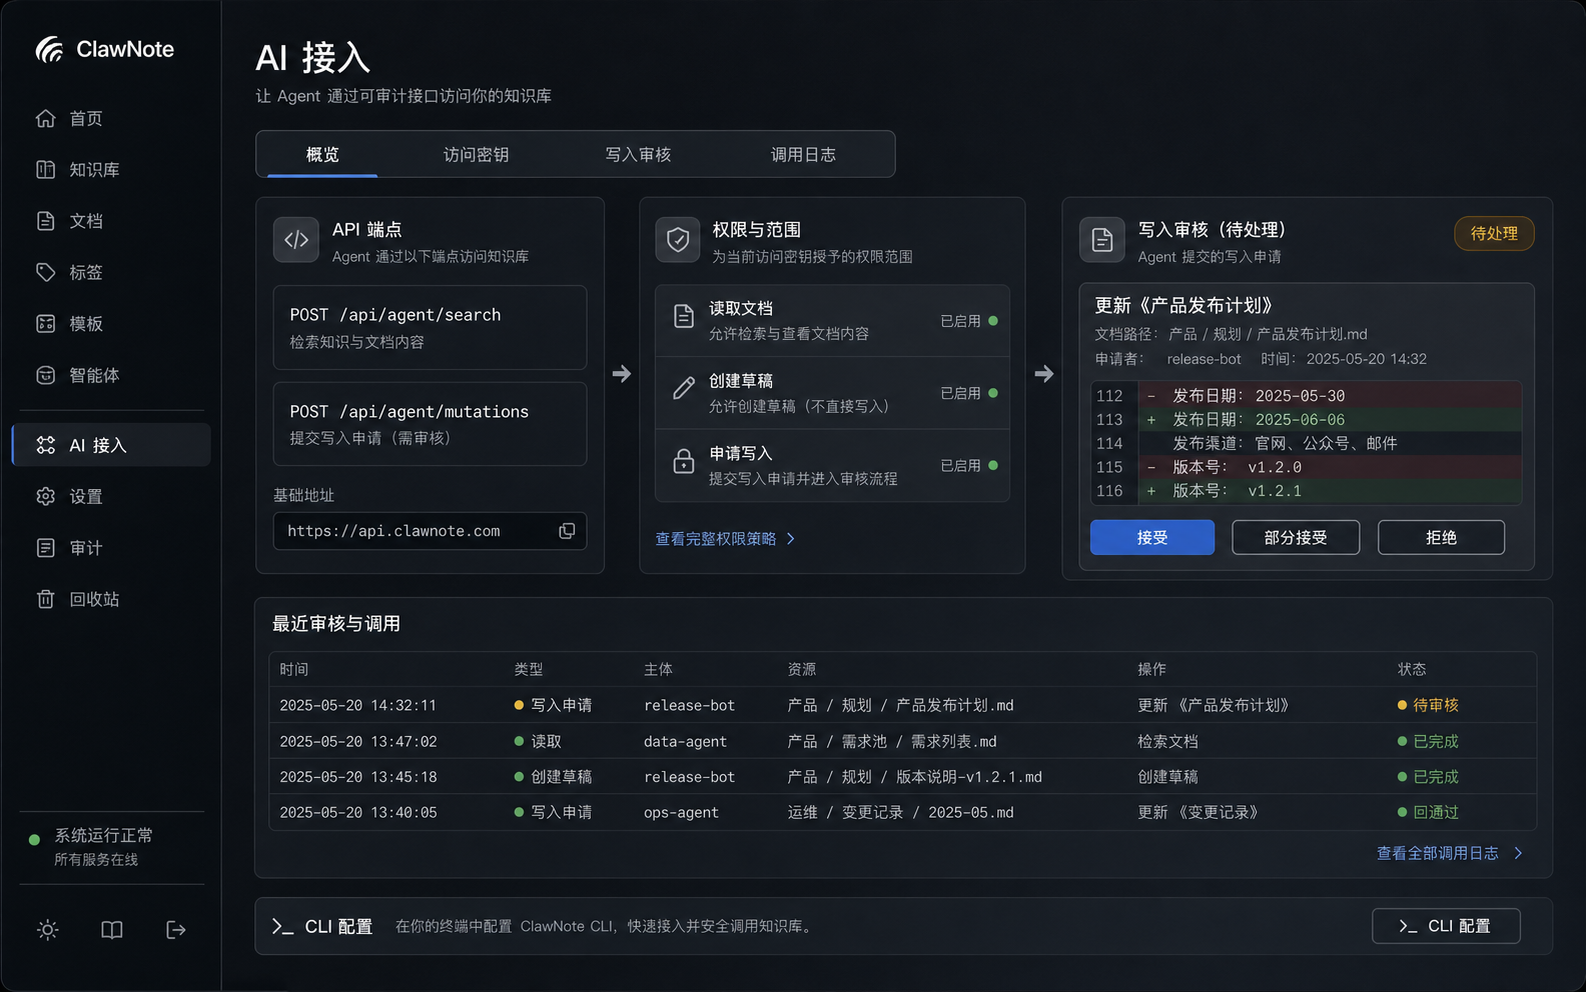 ClawNote
首页
知识库
文档
标签
模板
智能体
AI 接入
设置
审计
回收站
系统运行正常
所有服务在线
AI 接入
让 Agent 通过可审计接口访问你的知识库
概览
访问密钥
写入审核
调用日志
API 端点
Agent 通过以下端点访问知识库
POST /api/agent/search
检索知识与文档内容
POST /api/agent/mutations
提交写入申请（需审核）
基础地址
https://api.clawnote.com
权限与范围
为当前访问密钥授予的权限范围
读取文档
允许检索与查看文档内容
已启用
创建草稿
允许创建草稿（不直接写入）
已启用
申请写入
提交写入申请并进入审核流程
已启用
查看完整权限策略
写入审核（待处理）
Agent 提交的写入申请
待处理
更新《产品发布计划》
文档路径： 产品 / 规划 / 产品发布计划.md
申请者： release-bot 时间： 2025-05-20 14:32
112 - 发布日期： 2025-05-30
113 + 发布日期： 2025-06-06
114 发布渠道： 官网、公众号、邮件
115 - 版本号： v1.2.0
116 + 版本号： v1.2.1
接受
部分接受
拒绝
最近审核与调用
时间 类型 主体 资源 操作 状态
2025-05-20 14:32:11 写入申请 release-bot 产品 / 规划 / 产品发布计划.md 更新《产品发布计划》 待审核
2025-05-20 13:47:02 读取 data-agent 产品 / 需求池 / 需求列表.md 检索文档 已完成
2025-05-20 13:45:18 创建草稿 release-bot 产品 / 规划 / 版本说明-v1.2.1.md 创建草稿 已完成
2025-05-20 13:40:05 写入申请 ops-agent 运维 / 变更记录 / 2025-05.md 更新《变更记录》 回通过
查看全部调用日志
CLI 配置
在你的终端中配置 ClawNote CLI，快速接入并安全调用知识库。
CLI 配置